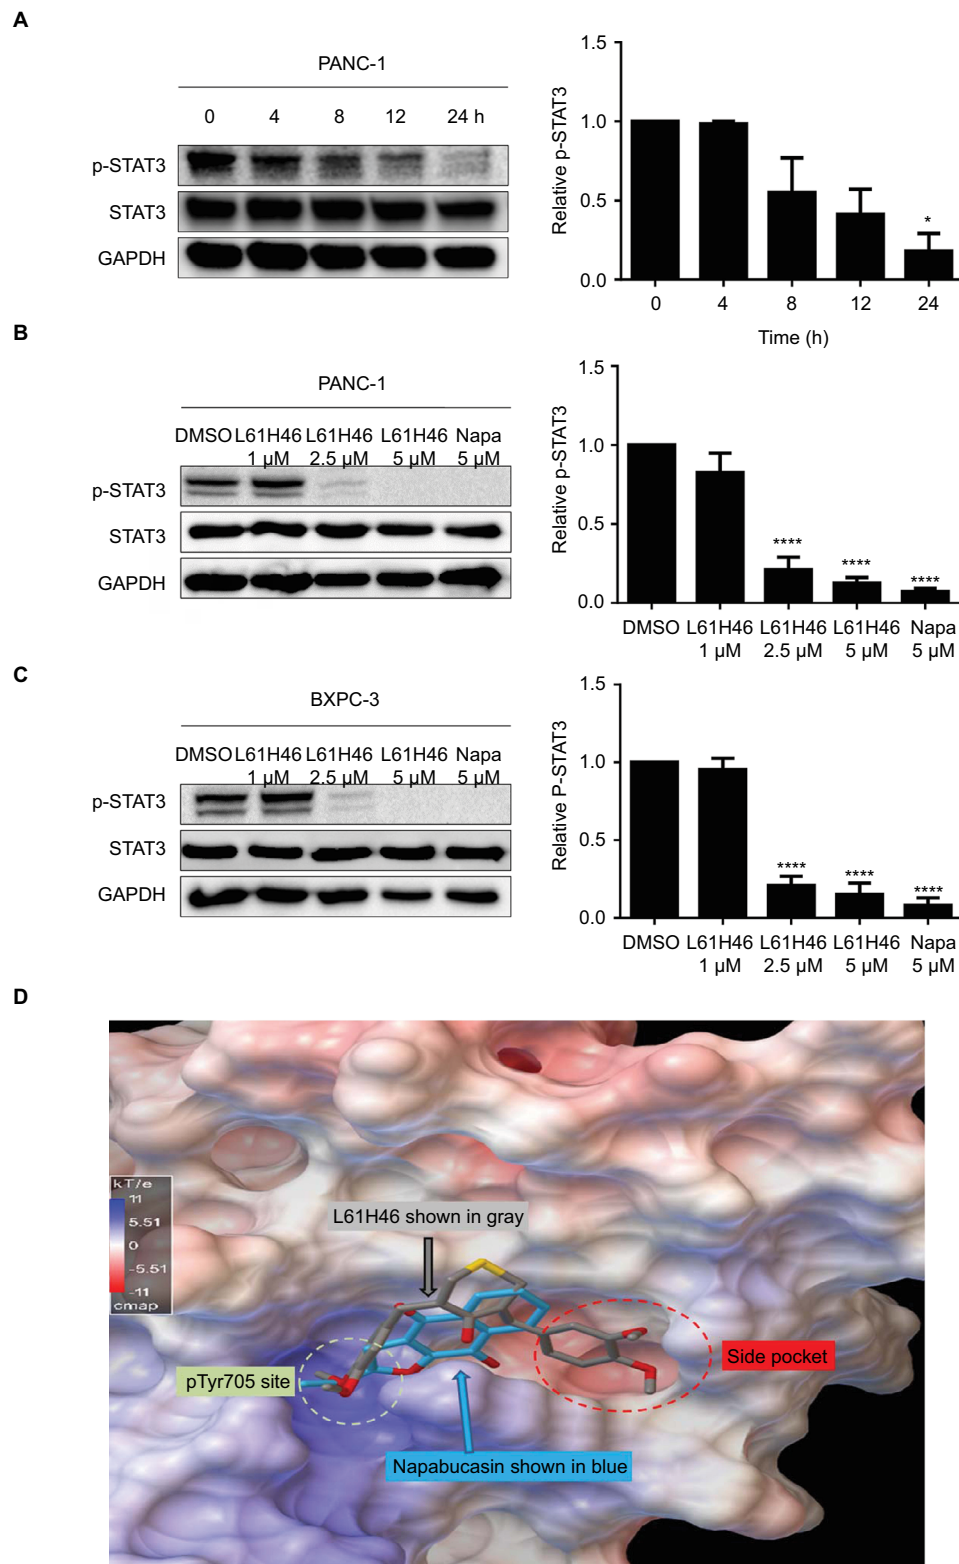 A
PANC-1
0 4 8 12 24 h
p-STAT3
STAT3
GAPDH
Relative p-STAT3
1.5
1.0
0.5
0.0
*
0 4 8 12 24
Time (h)
B
PANC-1
DMSO L61H46 L61H46 L61H46 Napa
1 µM 2.5 µM 5 µM 5 µM
p-STAT3
STAT3
GAPDH
Relative p-STAT3
1.5
1.0
0.5
0.0
**** **** ****
DMSO L61H46 L61H46 L61H46 Napa
1 µM 2.5 µM 5 µM 5 µM
C
BXPC-3
DMSO L61H46 L61H46 L61H46 Napa
1 µM 2.5 µM 5 µM 5 µM
p-STAT3
STAT3
GAPDH
Relative P-STAT3
1.5
1.0
0.5
0.0
**** **** ****
DMSO L61H46 L61H46 L61H46 Napa
1 µM 2.5 µM 5 µM 5 µM
D
kT/e
11
5.51
0
-5.51
-11
cmap
L61H46 shown in gray
Side pocket
pTyr705 site
Napabucasin shown in blue